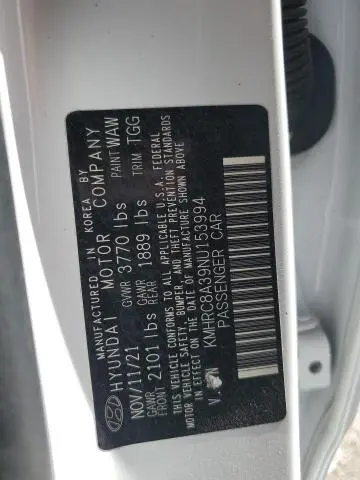 MANUFACTURED IN KOREA BY
HYUNDAI MOTOR COMPANY
NOV/11/21 GVWR 3770 lbs PAINT WAW
GAWR FRONT 2101 lbs GAWR REAR 1889 lbs TRIM TGG
THIS VEHICLE CONFORMS TO ALL APPLICABLE U.S.A. FEDERAL
MOTOR VEHICLE SAFETY, BUMPER, AND THEFT PREVENTION STANDARDS
IN EFFECT ON THE DATE OF MANUFACTURE SHOWN ABOVE
KMHRC8A39NU153994
PASSENGER CAR